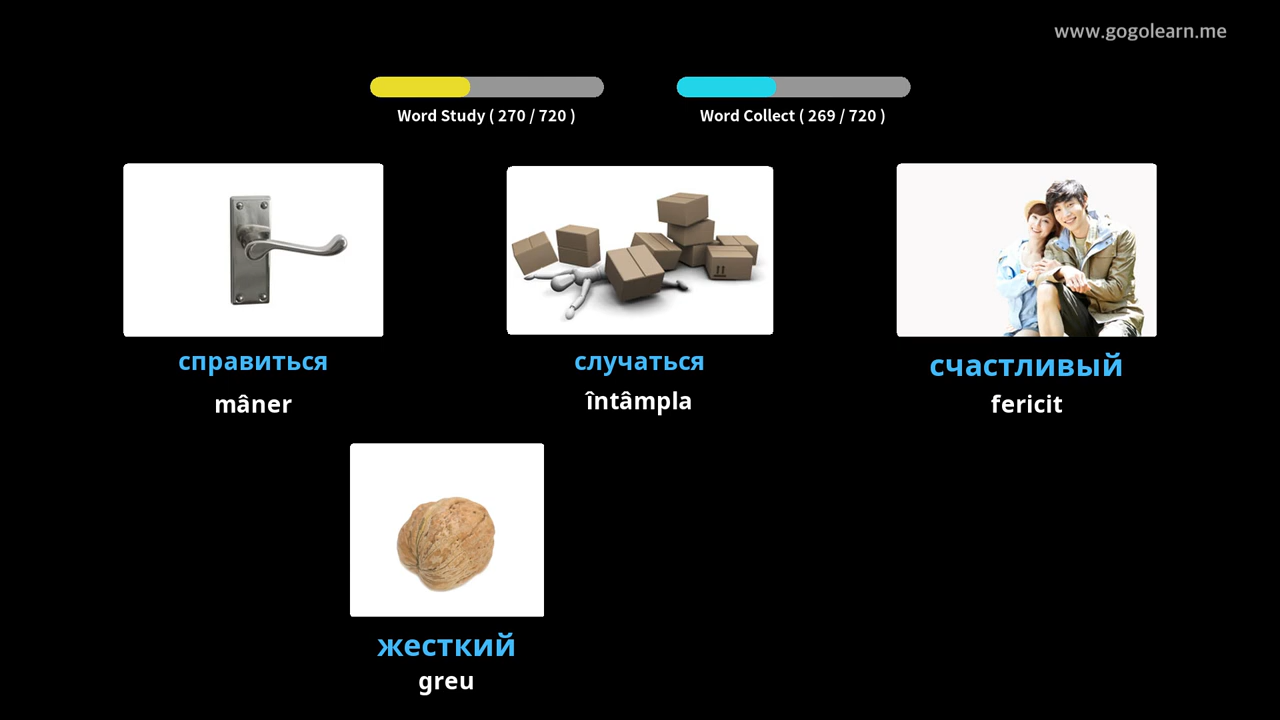 www.gogolearn.me
Word Study ( 270 / 720 )
Word Collect ( 269 / 720 )
справиться
случаться
счастливый
mâner
întâmpla
fericit
жесткий
greu